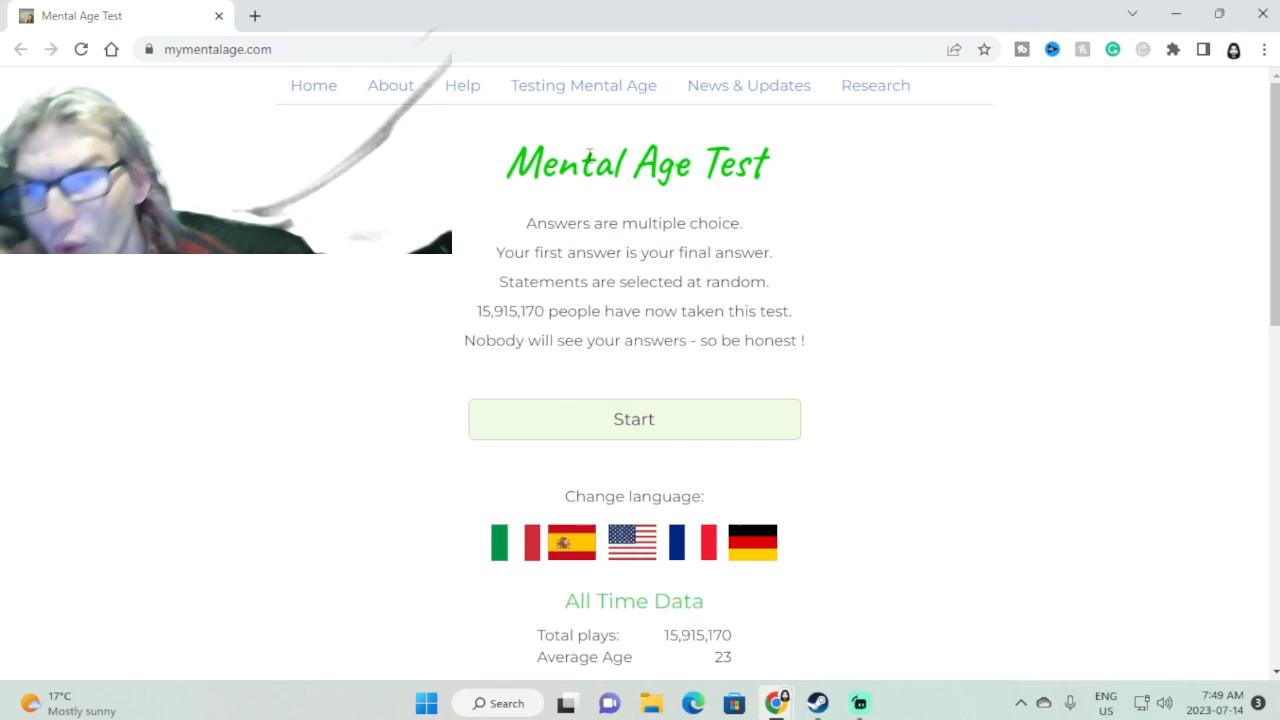 Mental Age Test
mymentalage.com
Home About Help Testing Mental Age News & Updates Research
Mental Age Test
Answers are multiple choice.
Your first answer is your final answer.
Statements are selected at random.
15,915,170 people have now taken this test.
Nobody will see your answers - so be honest !
Start
Change language:
All Time Data
Total plays: 15,915,170
Average Age 23
17°C
Mostly sunny
Search
ENG
US
7:49 AM
2023-07-14
3